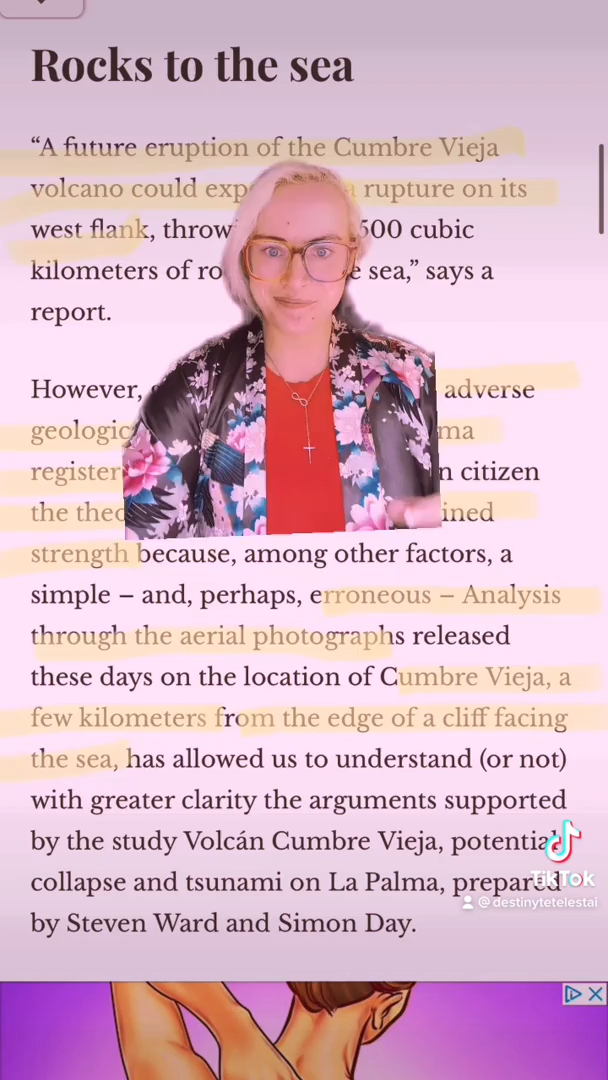 Rocks to the sea
“A future eruption of the Cumbre Vieja
volcano could exp rupture on its
west flank, throw 500 cubic
kilometers of ro e sea,” says a
report.
However, adverse
geologic ma
register n citizen
the theo ined
strength because, among other factors, a
simple – and, perhaps, erroneous – Analysis
through the aerial photographs released
these days on the location of Cumbre Vieja, a
few kilometers from the edge of a cliff facing
the sea, has allowed us to understand (or not)
with greater clarity the arguments supported
by the study Volcán Cumbre Vieja, potential
collapse and tsunami on La Palma, prepared
by Steven Ward and Simon Day.
TikTok
@destinytetelestai